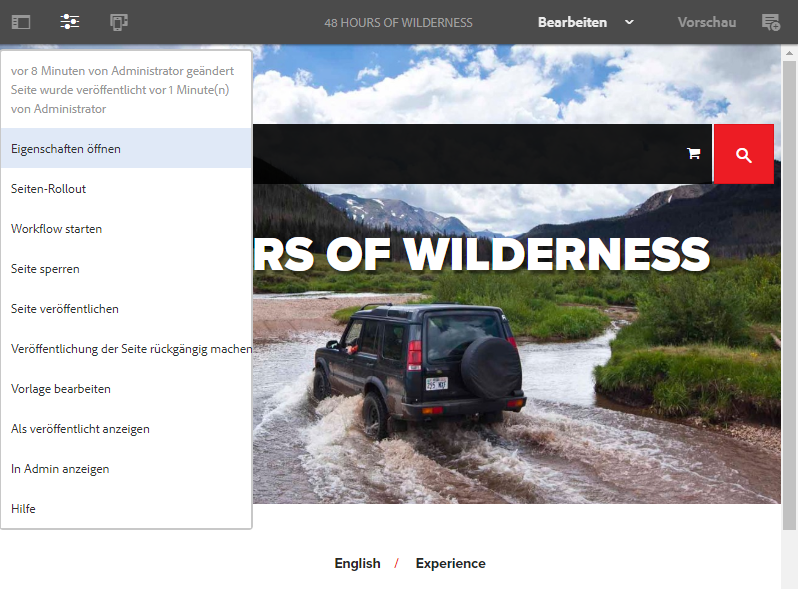 48 HOURS OF WILDERNESS
Bearbeiten
Vorschau
vor 8 Minuten von Administrator geändert
Seite wurde veröffentlicht vor 1 Minute(n)
von Administrator
Eigenschaften öffnen
Seiten-Rollout
Workflow starten
Seite sperren
Seite veröffentlichen
Veröffentlichung der Seite rückgängig machen
Vorlage bearbeiten
Als veröffentlicht anzeigen
In Admin anzeigen
Hilfe
RS OF WILDERNESS
English / Experience